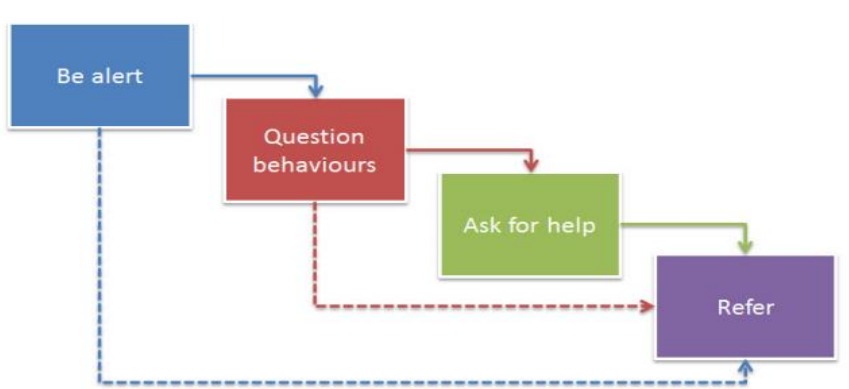 Be alert
Question
behaviours
Ask for help
Refer